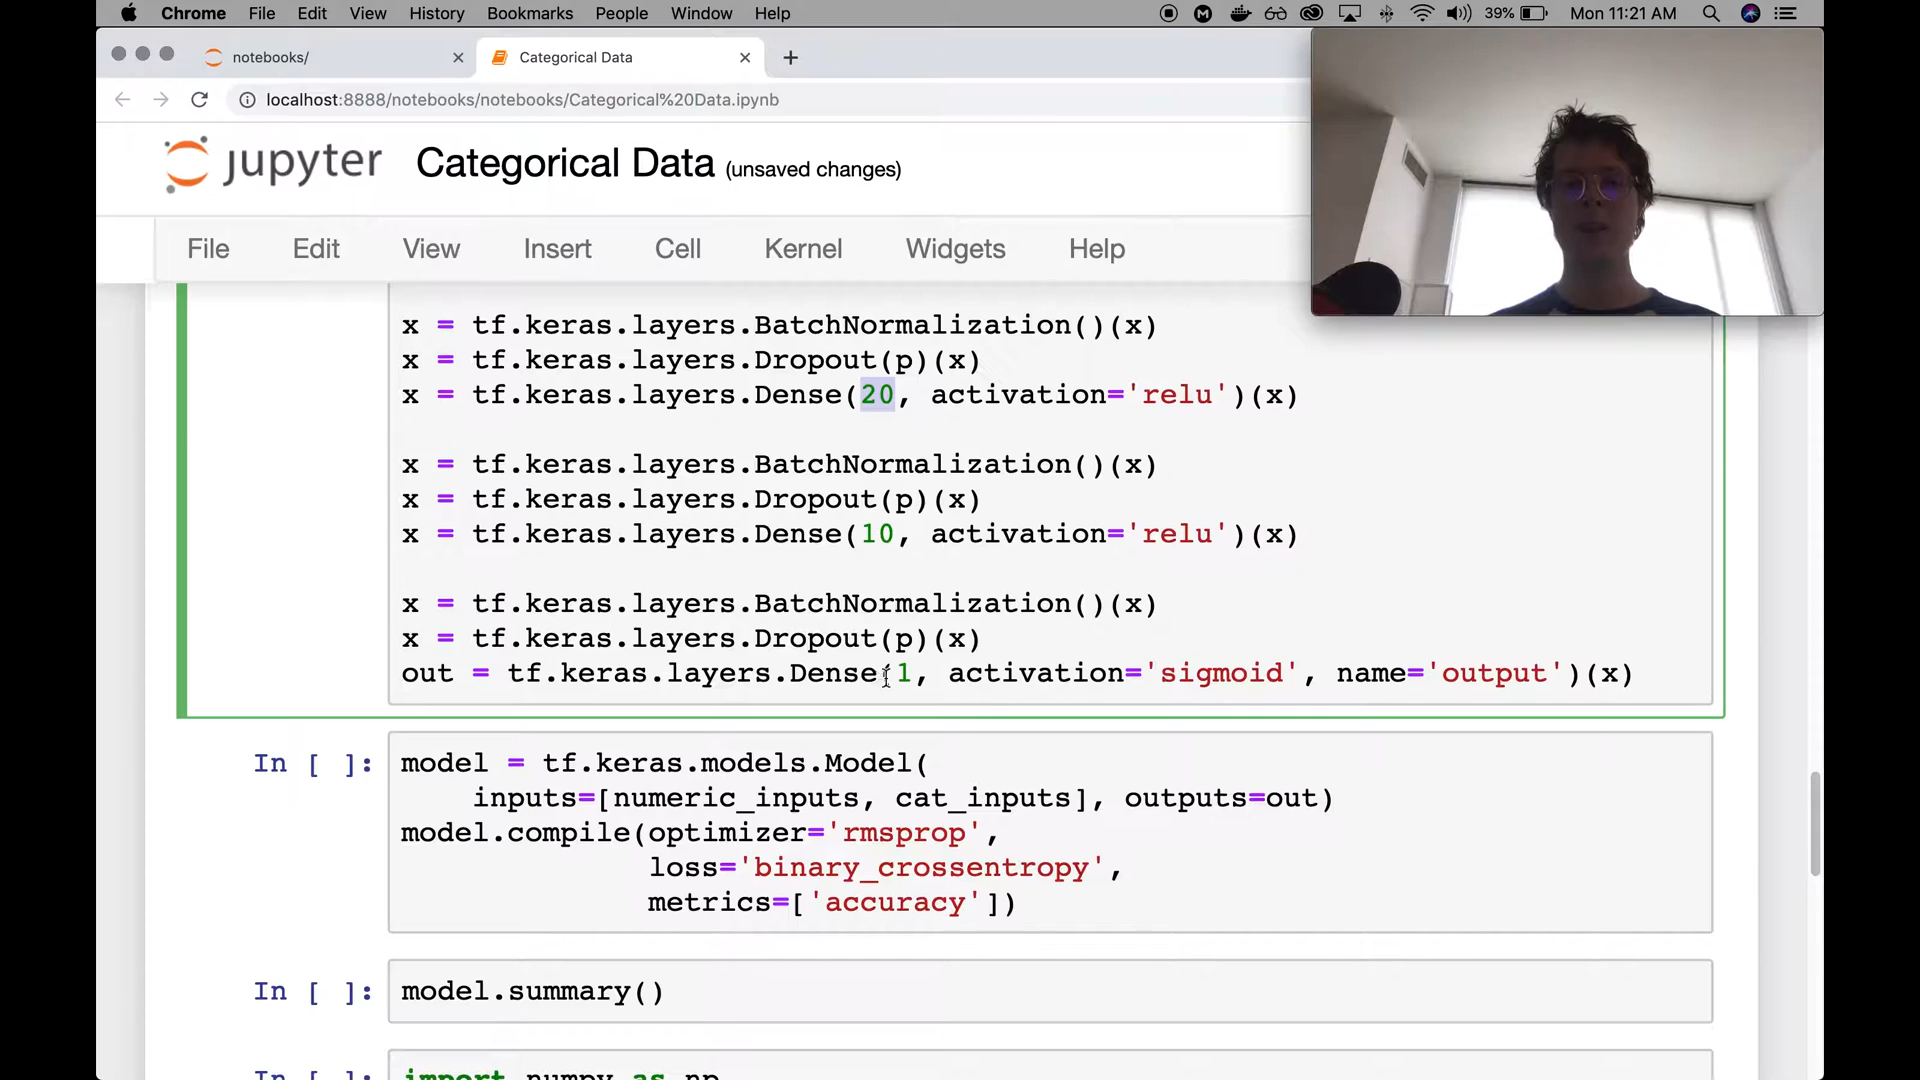 Chrome File Edit View History Bookmarks People Window Help 39% Mon 11:21 AM
notebooks/ Categorical Data
localhost:8888/notebooks/notebooks/Categorical%20Data.ipynb
jupyter Categorical Data (unsaved changes)
File Edit View Insert Cell Kernel Widgets Help
x = tf.keras.layers.BatchNormalization()(x)
x = tf.keras.layers.Dropout(p)(x)
x = tf.keras.layers.Dense(20, activation='relu')(x)
x = tf.keras.layers.BatchNormalization()(x)
x = tf.keras.layers.Dropout(p)(x)
x = tf.keras.layers.Dense(10, activation='relu')(x)
x = tf.keras.layers.BatchNormalization()(x)
x = tf.keras.layers.Dropout(p)(x)
out = tf.keras.layers.Dense(1, activation='sigmoid', name='output')(x)
In [ ]: model = tf.keras.models.Model(
inputs=[numeric_inputs, cat_inputs], outputs=out)
model.compile(optimizer='rmsprop',
loss='binary_crossentropy',
metrics=['accuracy'])
In [ ]: model.summary()
In [ ]: import numpy as np